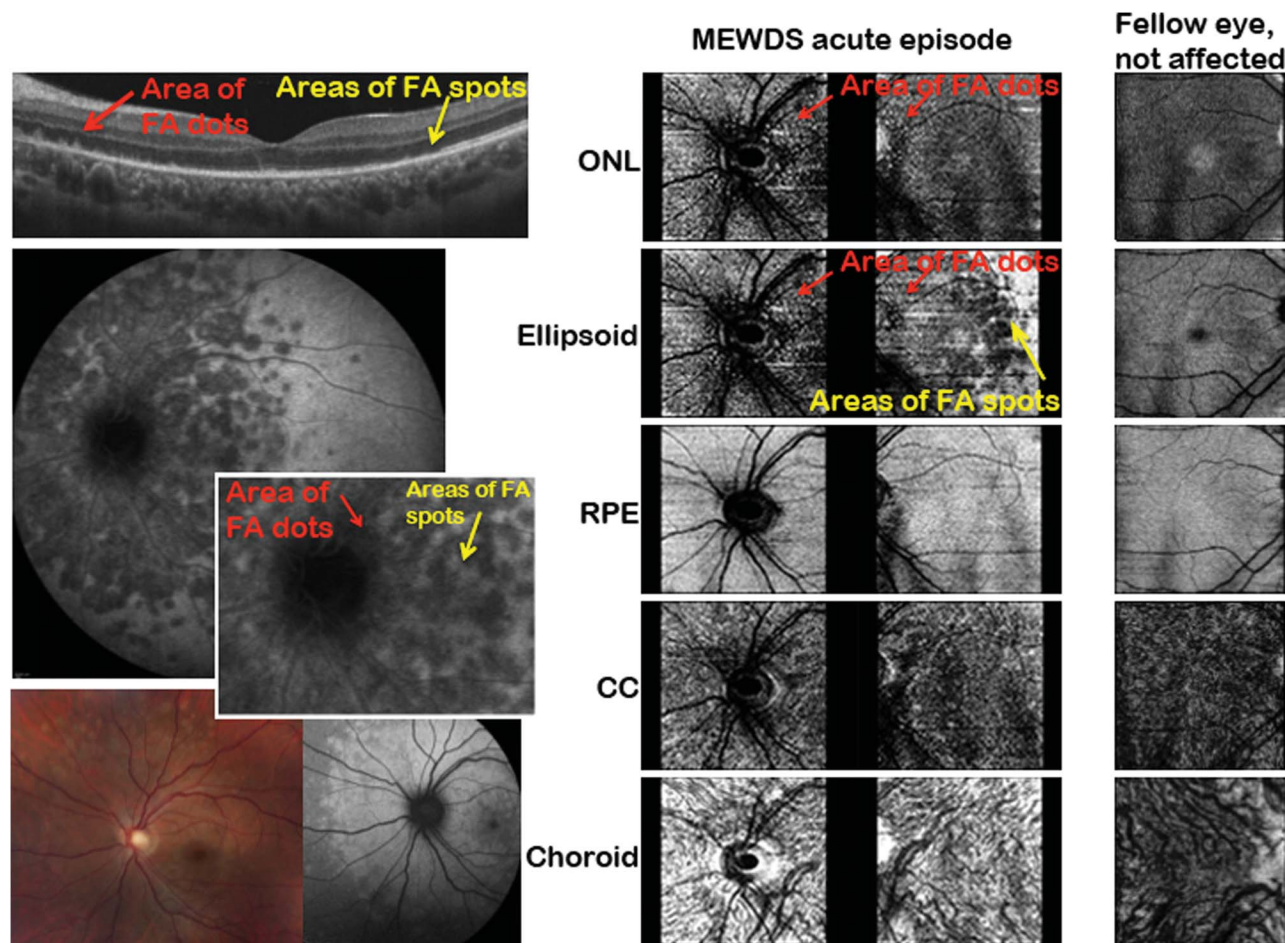 MEWDS acute episode
Fellow eye,
not affected
Area of
FA dots
Areas of FA spots
ONL
Area of FA dots
Ellipsoid
Area of FA dots
Areas of FA spots
Area of
FA dots
Areas of FA
spots
RPE
CC
Choroid